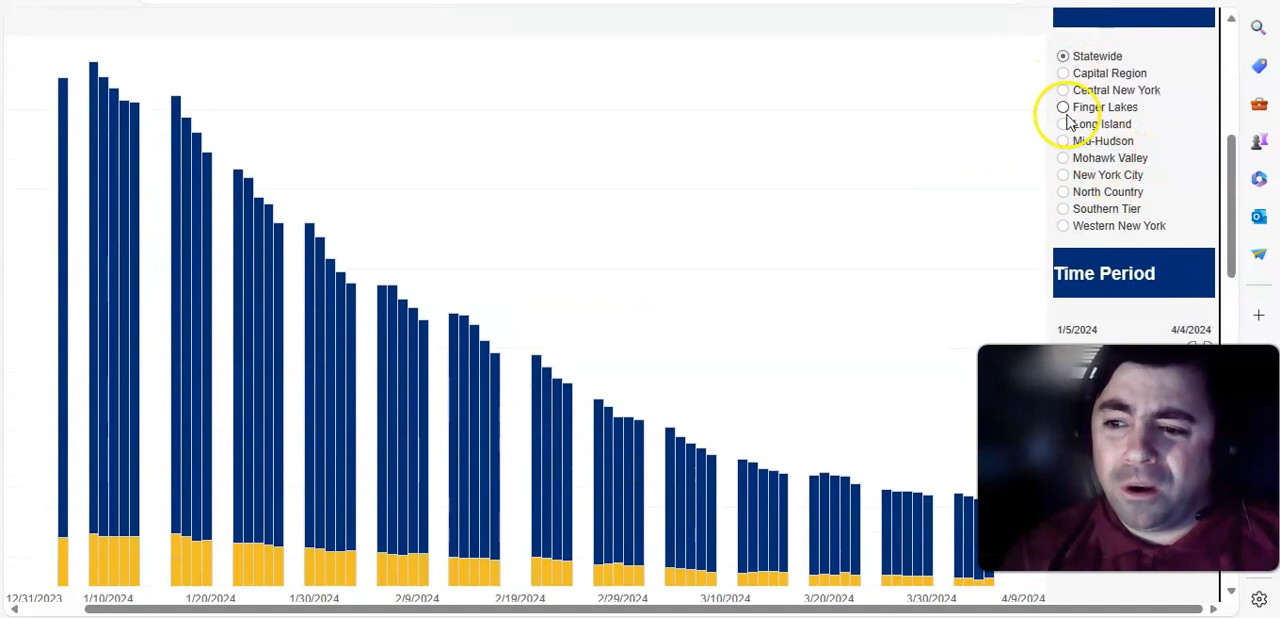 Statewide
Capital Region
Central New York
Finger Lakes
Long Island
Mid-Hudson
Mohawk Valley
New York City
North Country
Southern Tier
Western New York
Time Period
1/5/2024 4/4/2024
12/31/2023 1/10/2024 1/20/2024 1/30/2024 2/9/2024 2/19/2024 2/29/2024 3/10/2024 3/20/2024 3/30/2024 4/9/2024